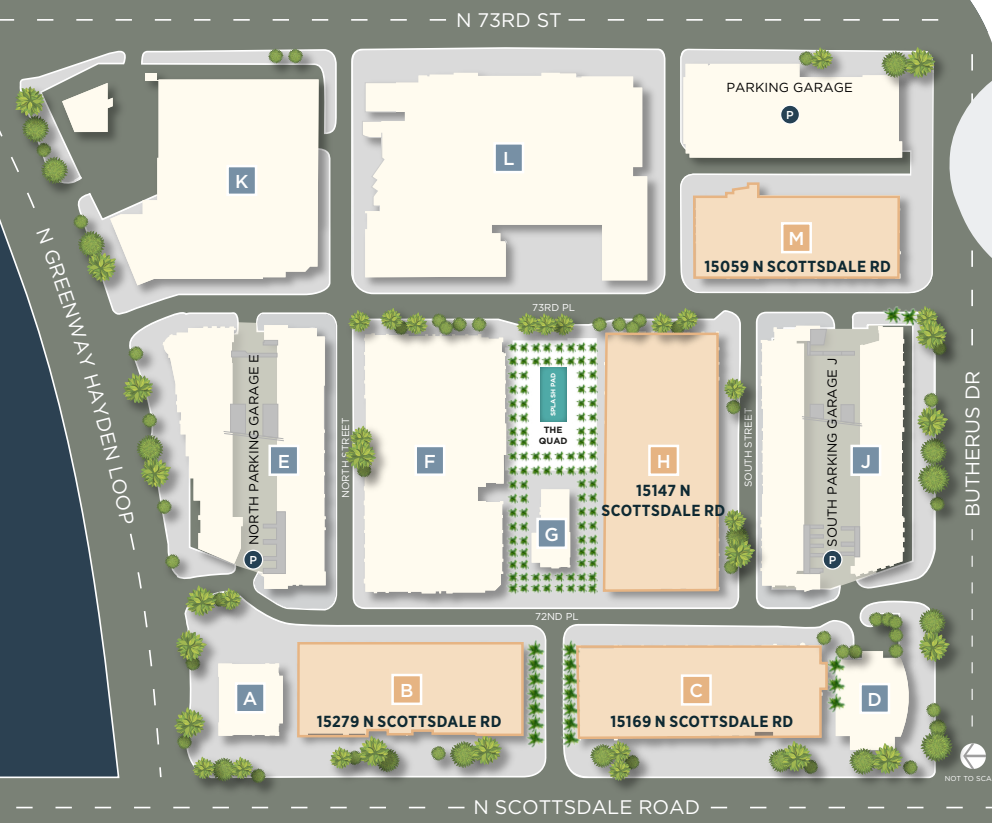 N 73RD ST
PARKING GARAGE
P
K
L
M
15059 N SCOTTSDALE RD
N GREENWAY HAYDEN LOOP
73RD PL
NORTH PARKING GARAGE E
P
E
NORTH STREET
F
SPLASH PAD
THE
QUAD
G
H
15147 N
SCOTTSDALE RD
SOUTH STREET
SOUTH PARKING GARAGE J
P
J
BUTHERUS DR
72ND PL
A
B
15279 N SCOTTSDALE RD
C
15169 N SCOTTSDALE RD
D
NOT TO SCA
N SCOTTSDALE ROAD